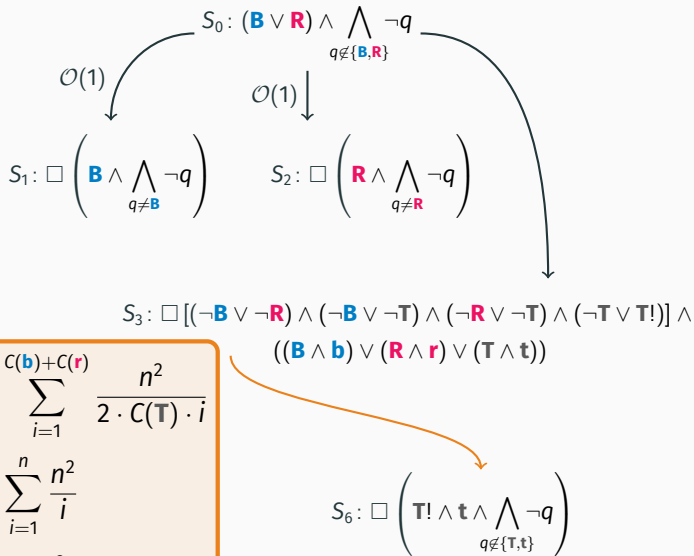 S₀: (B ∨ R) ∧ ⋀_{q∉{B,R}} ¬q
𝒪(1)
𝒪(1)
S₁: □ (B ∧ ⋀_{q≠B} ¬q)
S₂: □ (R ∧ ⋀_{q≠R} ¬q)
S₃: □ [(¬B ∨ ¬R) ∧ (¬B ∨ ¬T) ∧ (¬R ∨ ¬T) ∧ (¬T ∨ T!)] ∧
((B ∧ b) ∨ (R ∧ r) ∨ (T ∧ t))
∑_{i=1}^{C(b)+C(r)} n² / (2 · C(T) · i)
∑_{i=1}^{n} n² / i
S₆: □ (T! ∧ t ∧ ⋀_{q∉{T,t}} ¬q)